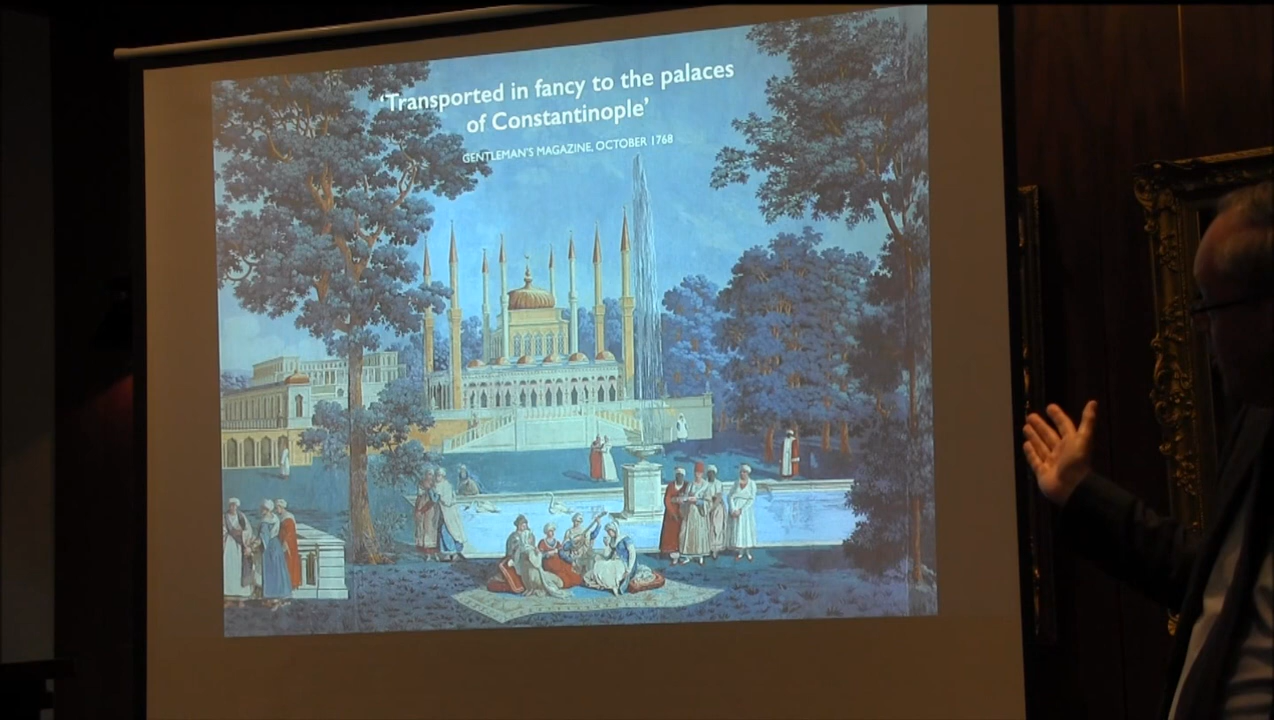 ‘Transported in fancy to the palaces
of Constantinople’
GENTLEMAN'S MAGAZINE, OCTOBER 1768